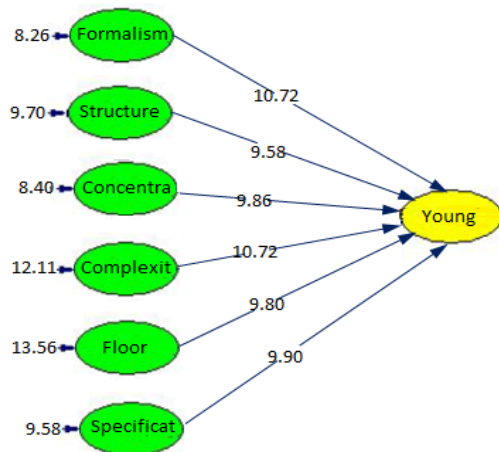 8.26 Formalism
10.72
9.70 Structure
9.58
8.40 Concentra
9.86
Young
12.11 Complexit
10.72
13.56 Floor
9.80
9.90
9.58 Specificat